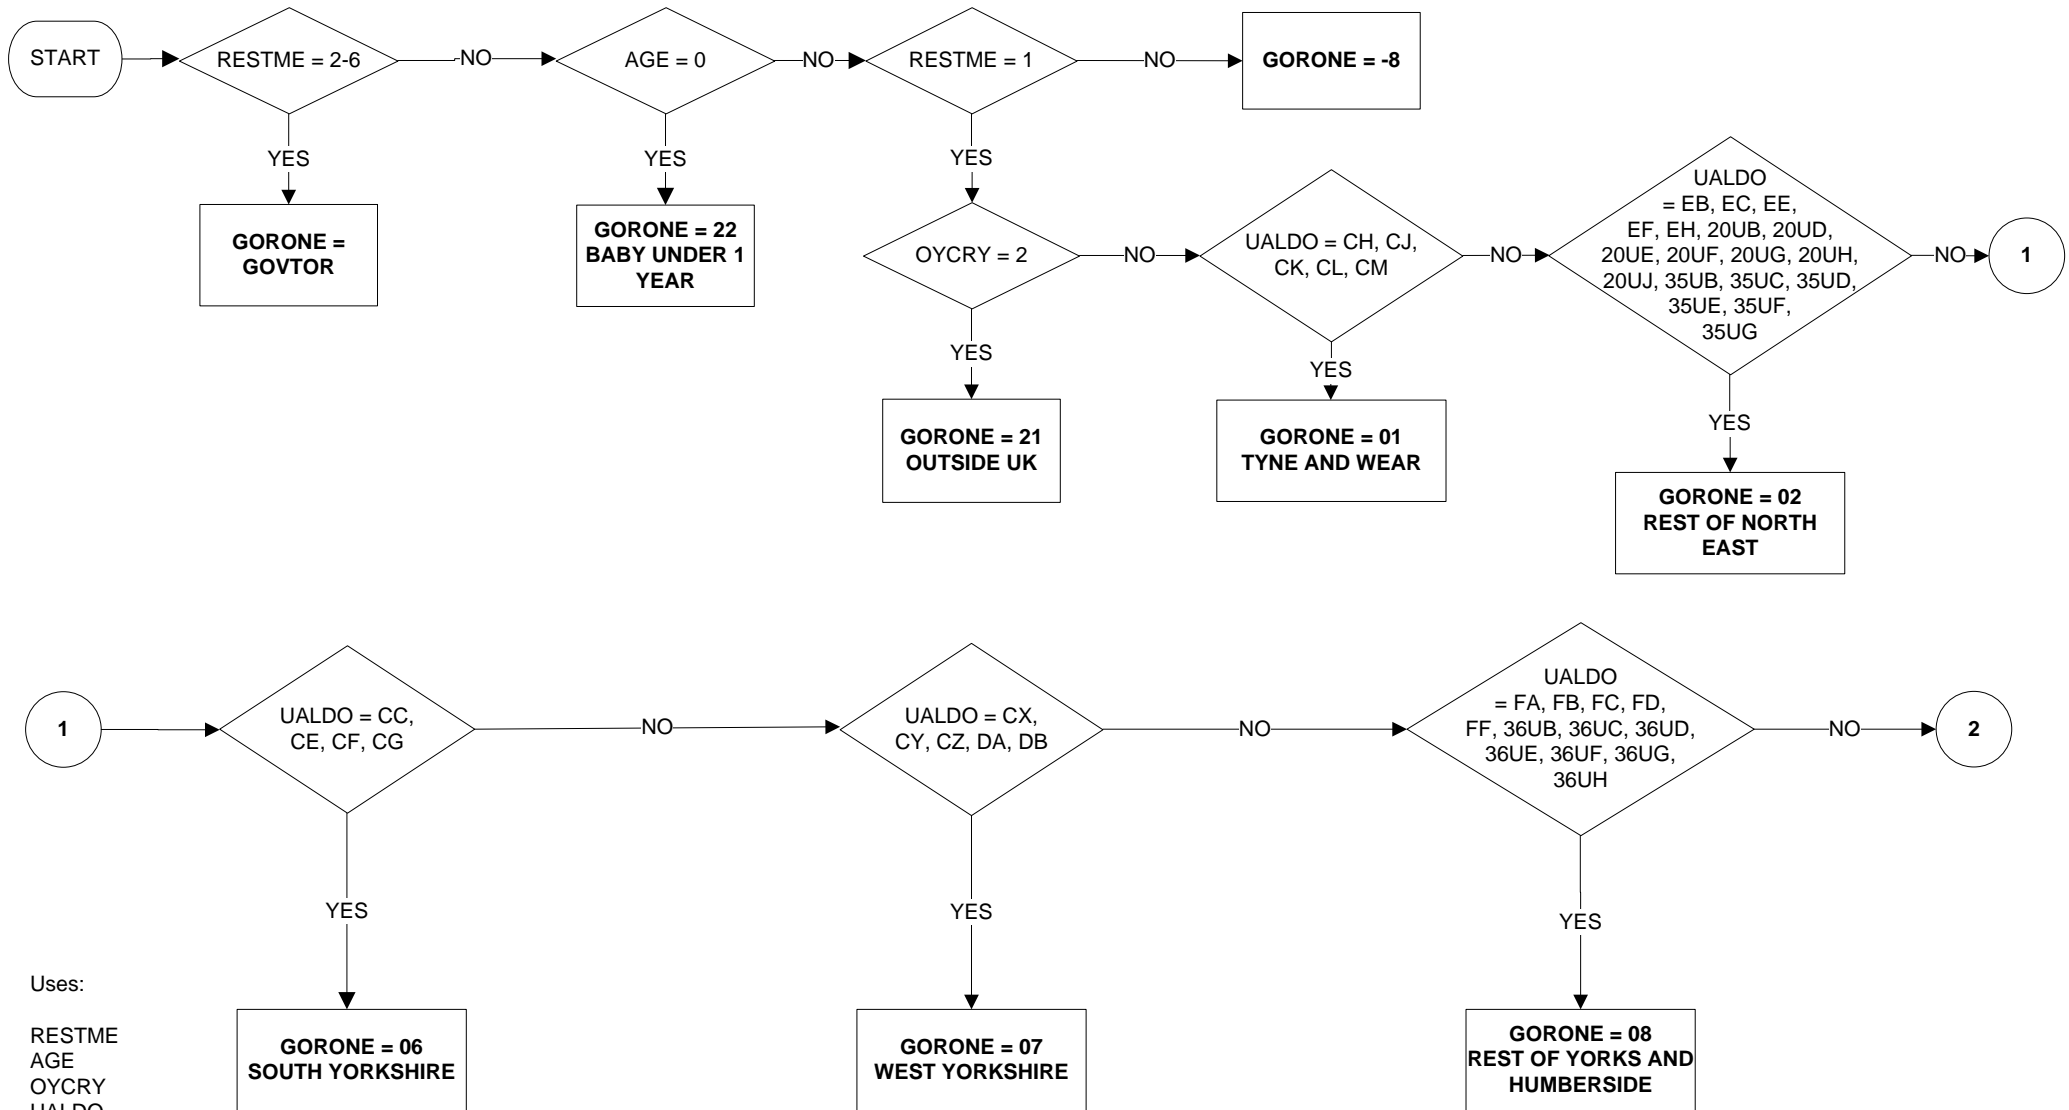 START
RESTME = 2-6
NO
AGE = 0
NO
RESTME = 1
NO
GORONE = -8
YES
YES
YES
GORONE =
GOVTOR
GORONE = 22
BABY UNDER 1
YEAR
OYCRY = 2
NO
UALDO = CH, CJ,
CK, CL, CM
NO
UALDO
= EB, EC, EE,
EF, EH, 20UB, 20UD,
20UE, 20UF, 20UG, 20UH,
20UJ, 35UB, 35UC, 35UD,
35UE, 35UF,
35UG
NO
1
YES
YES
YES
GORONE = 21
OUTSIDE UK
GORONE = 01
TYNE AND WEAR
GORONE = 02
REST OF NORTH
EAST
1
UALDO = CC,
CE, CF, CG
NO
UALDO = CX,
CY, CZ, DA, DB
NO
UALDO
= FA, FB, FC, FD,
FF, 36UB, 36UC, 36UD,
36UE, 36UF, 36UG,
36UH
NO
2
YES
YES
YES
GORONE = 06
SOUTH YORKSHIRE
GORONE = 07
WEST YORKSHIRE
GORONE = 08
REST OF YORKS AND
HUMBERSIDE
Uses:
RESTME
AGE
OYCRY
UALDO